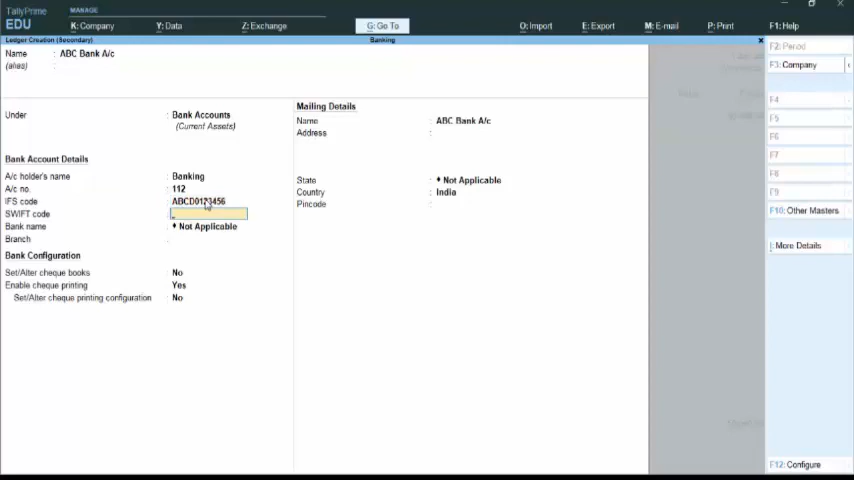 TallyPrime
EDU
MANAGE
K: Company
Y: Data
Z: Exchange
G: Go To
O: Import
E: Export
M: E-mail
P: Print
F1: Help
Ledger Creation (Secondary)
Banking
x
F2: Period
F3: Company
F4
F5
F6
F7
F8
F9
F10: Other Masters
I: More Details
F12: Configure
Name : ABC Bank A/c
(alias) :
Under : Bank Accounts
(Current Assets)
Bank Account Details
A/c holder's name : Banking
A/c no. : 112
IFS code : ABCD0123456
SWIFT code :
Bank name : ♦ Not Applicable
Branch :
Bank Configuration
Set/Alter cheque books : No
Enable cheque printing : Yes
Set/Alter cheque printing configuration : No
Mailing Details
Name : ABC Bank A/c
Address :
State : ♦ Not Applicable
Country : India
Pincode :